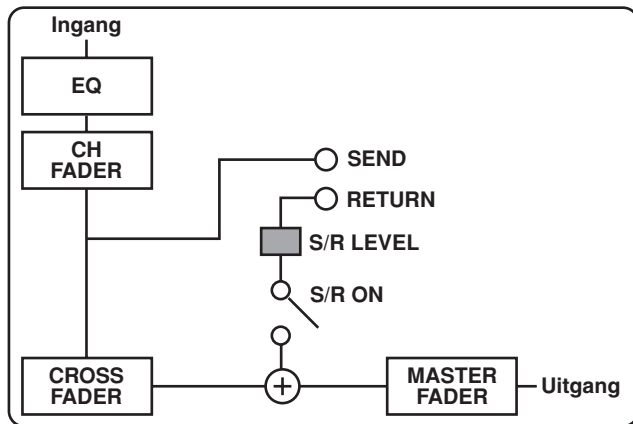 Ingang
EQ
CH
FADER
SEND
RETURN
S/R LEVEL
S/R ON
CROSS
FADER
+
MASTER
FADER
Uitgang